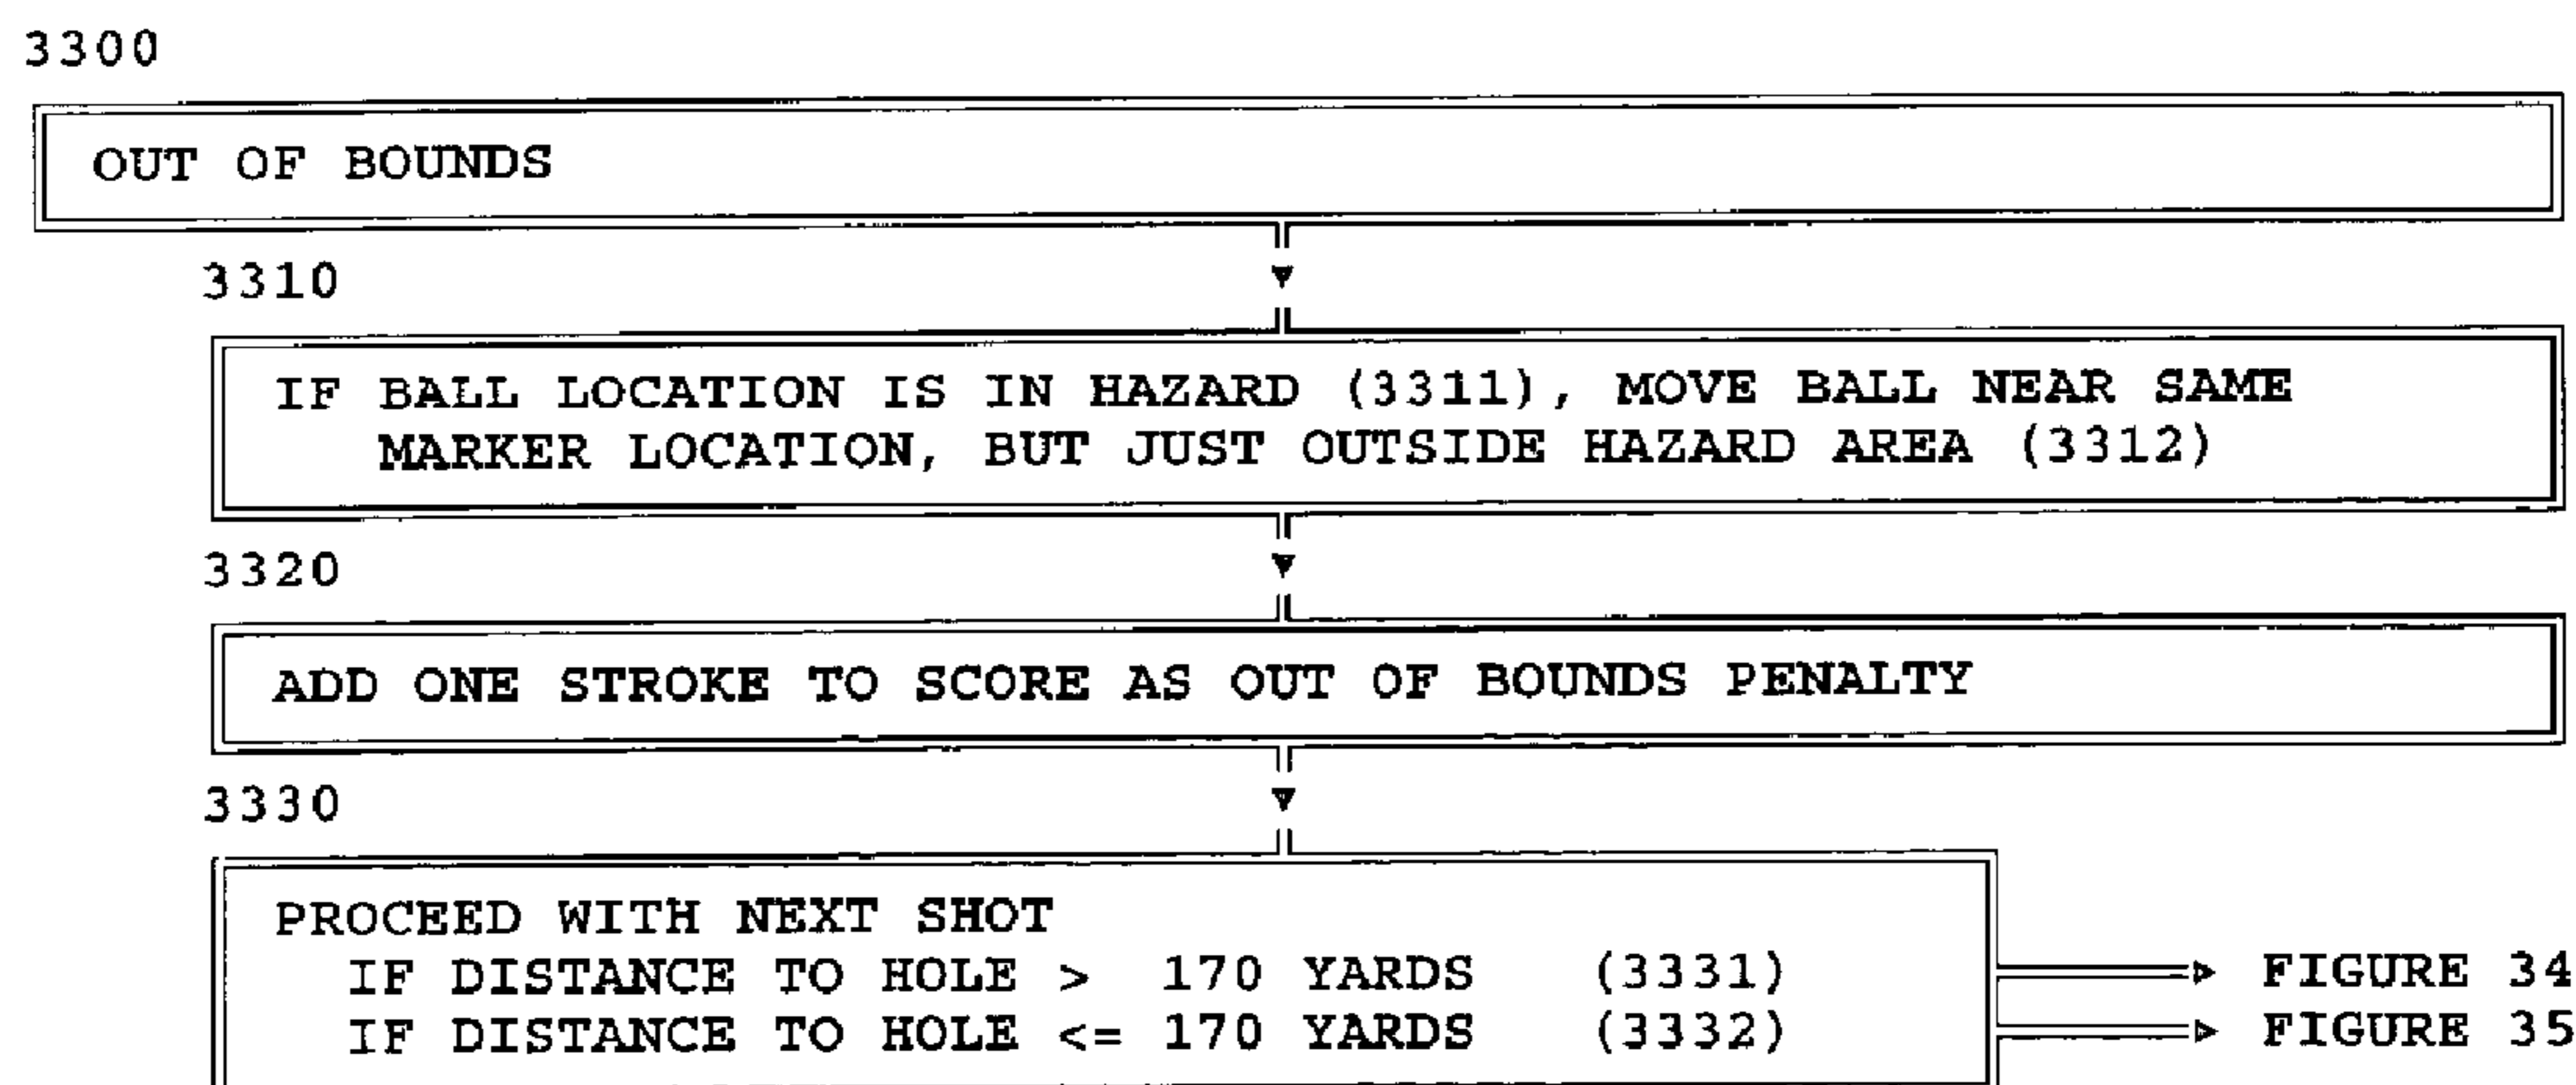 3300
OUT OF BOUNDS
3310
IF BALL LOCATION IS IN HAZARD (3311), MOVE BALL NEAR SAME
MARKER LOCATION, BUT JUST OUTSIDE HAZARD AREA (3312)
3320
ADD ONE STROKE TO SCORE AS OUT OF BOUNDS PENALTY
3330
PROCEED WITH NEXT SHOT
IF DISTANCE TO HOLE > 170 YARDS (3331) FIGURE 34
IF DISTANCE TO HOLE <= 170 YARDS (3332) FIGURE 35